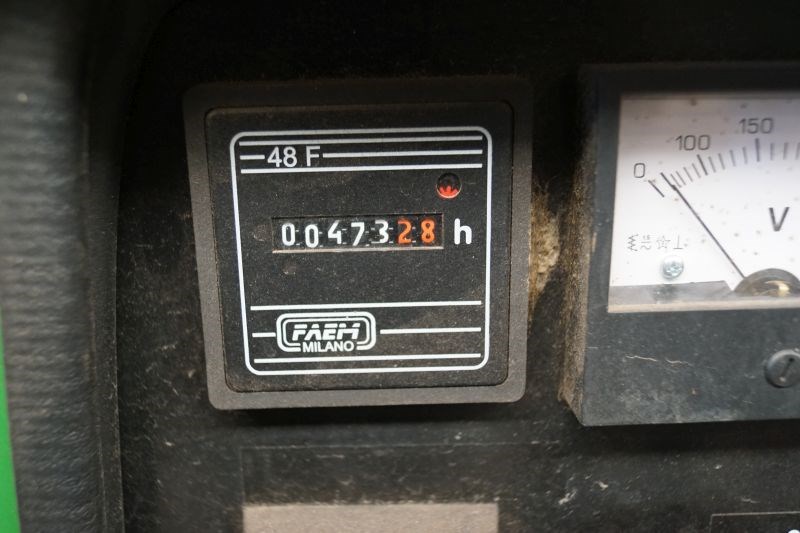 48 F
0047328 h
FAEM
MILANO
0 100 150
V